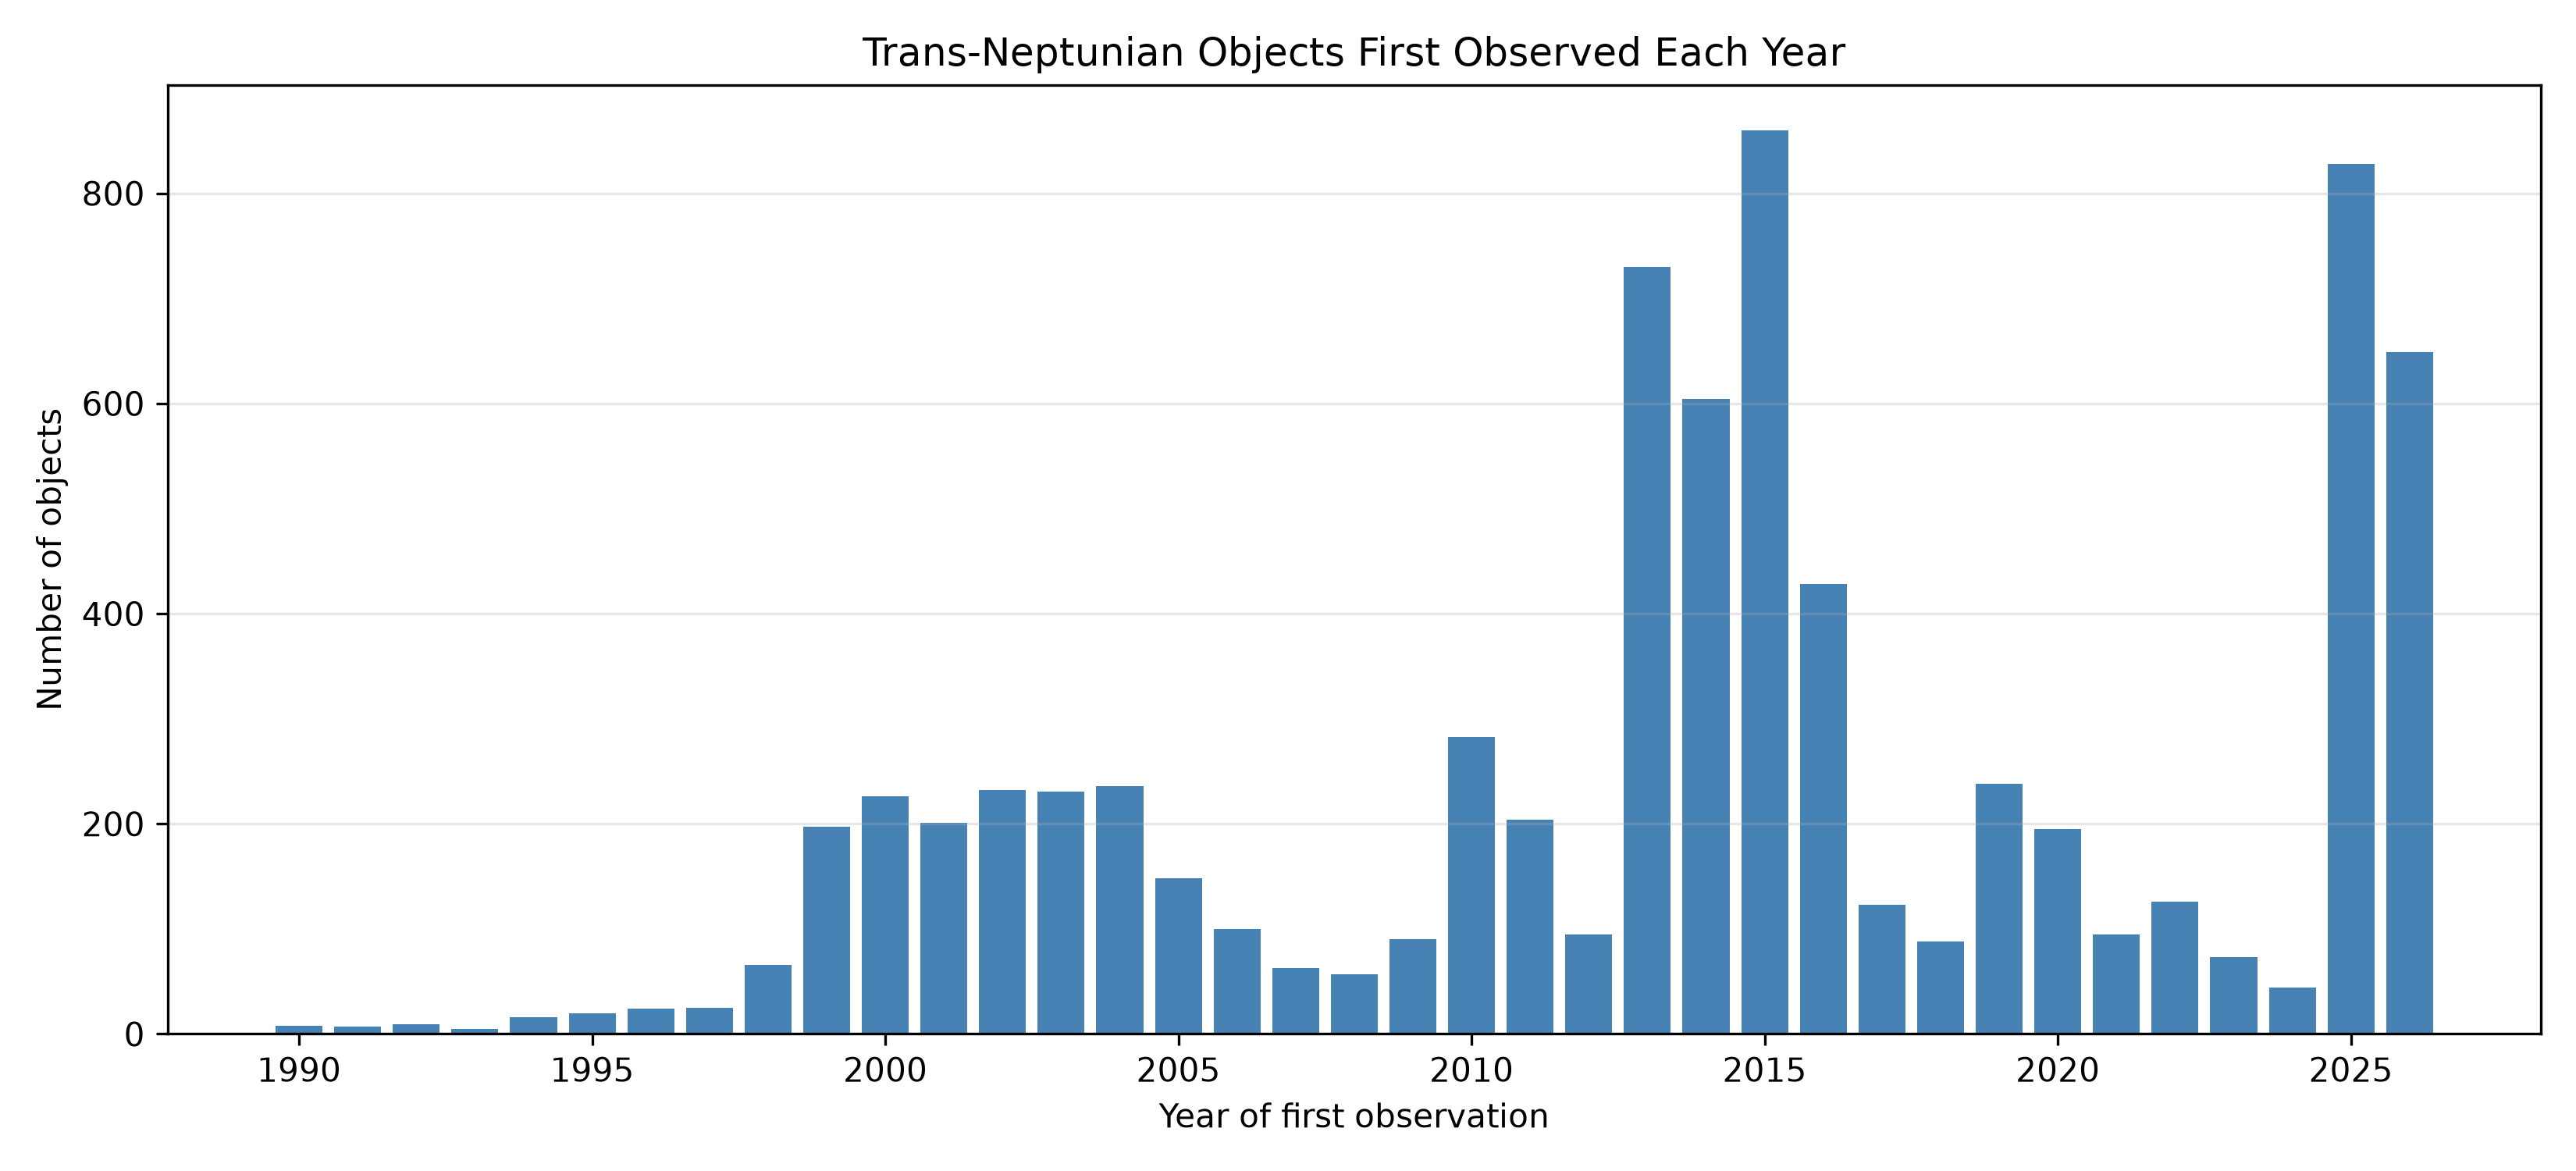 Trans-Neptunian Objects First Observed Each Year
800
600
400
200
0
Number of objects
1990 1995 2000 2005 2010 2015 2020 2025
Year of first observation